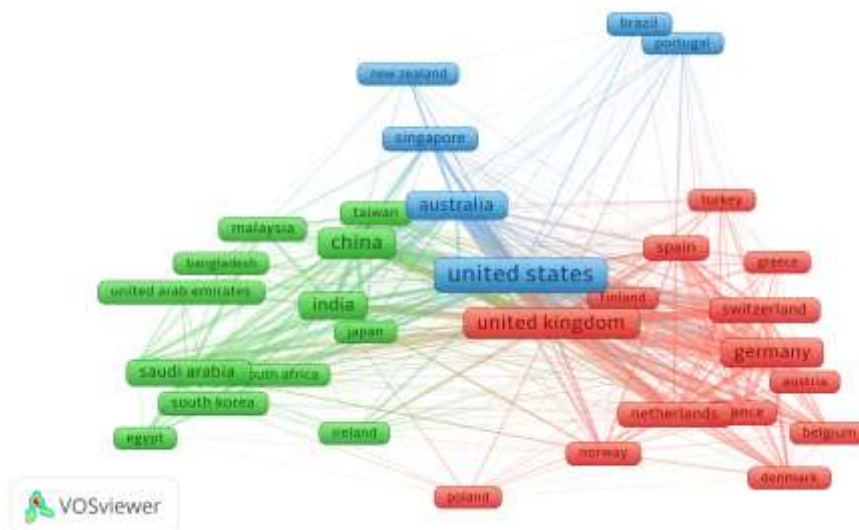 brazil
portugal
new zealand
singapore
turkey
australia
taiwan
malaysia
china
spain
bangladesh
greece
united states
united arab emirates
finland
india
switzerland
united kingdom
japan
germany
saudi arabia
south africa
austria
south korea
netherlands
egypt
ireland
belgium
norway
denmark
poland
VOSviewer